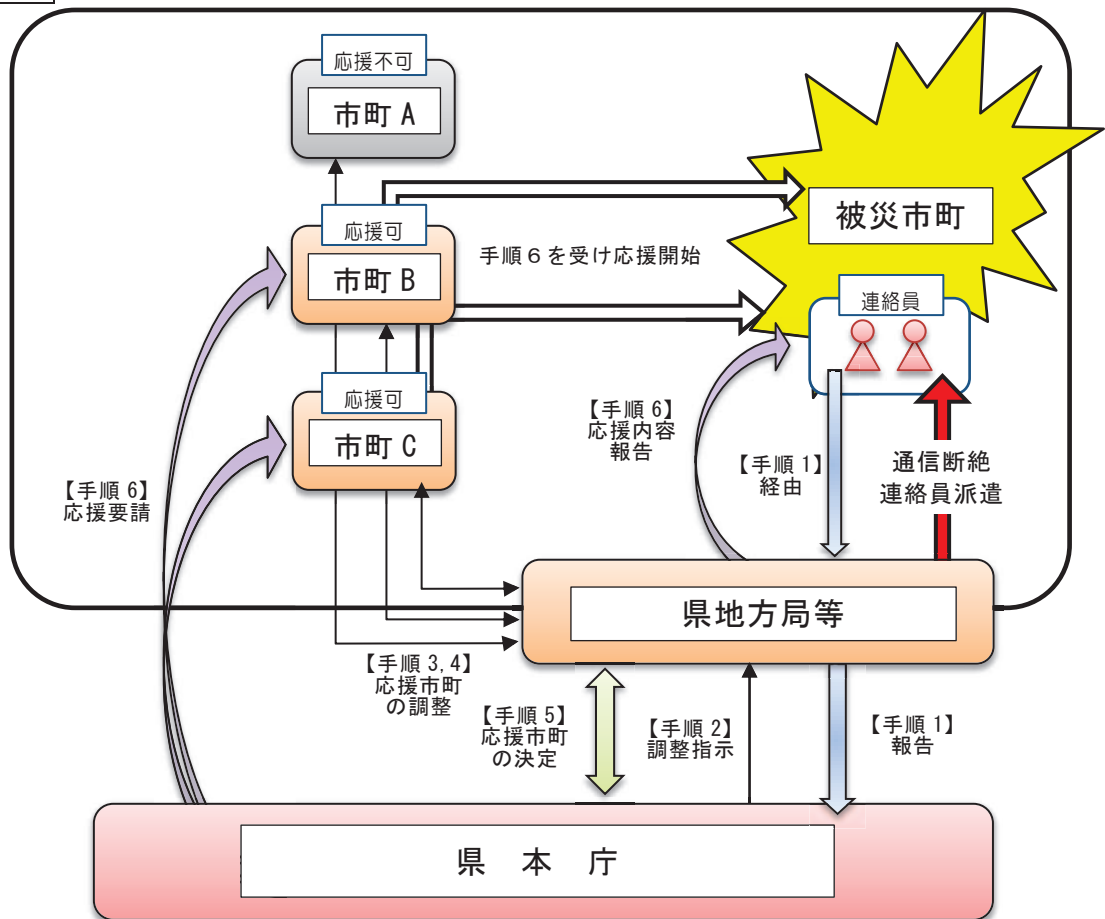 応援不可
市町 A
応援可
市町 B
手順６を受け応援開始
被災市町
連絡員
応援可
市町 C
【手順 6】
応援要請
【手順 6】
応援内容
報告
【手順 1】
経由
通信断絶
連絡員派遣
県地方局等
【手順 3,4】
応援市町
の調整
【手順 5】
応援市町
の決定
【手順 2】
調整指示
【手順 1】
報告
県　本　庁